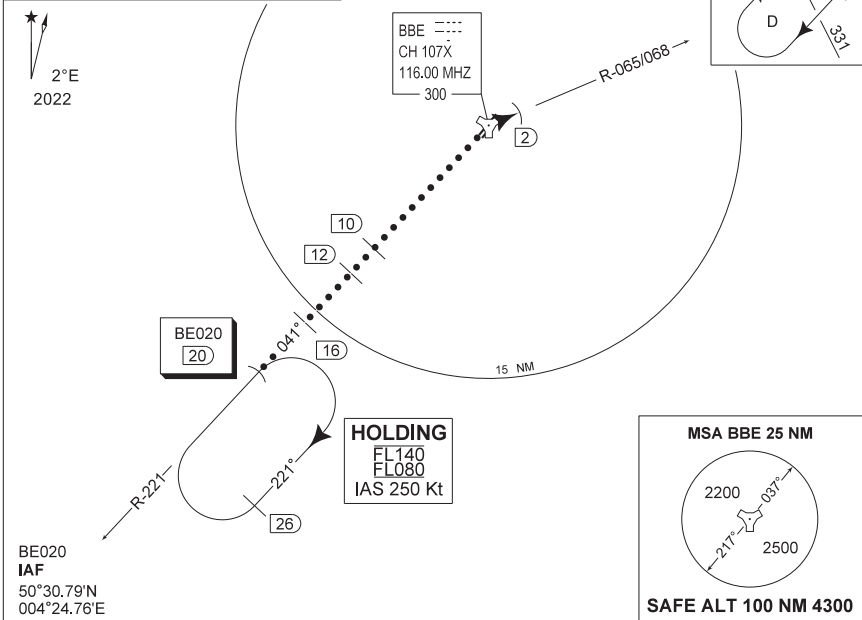 2°E
2022
BBE
CH 107X
116.00 MHZ
300
R-065/068
D
331
2
10
12
16
041°
BE020
20
15 NM
HOLDING
FL140
FL080
IAS 250 Kt
221°
26
R-221
BE020
IAF
50°30.79'N
004°24.76'E
MSA BBE 25 NM
2200
037°
217°
2500
SAFE ALT 100 NM 4300